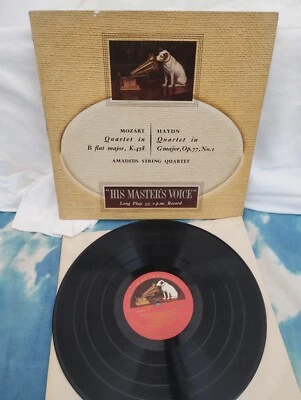 MOZART
Quartet in
B flat major, K.458
HAYDN
Quartet in
G major, Op.77, No.1
AMADEUS STRING QUARTET
"HIS MASTER'S VOICE"
Long Play 33⅓ r.p.m. Record